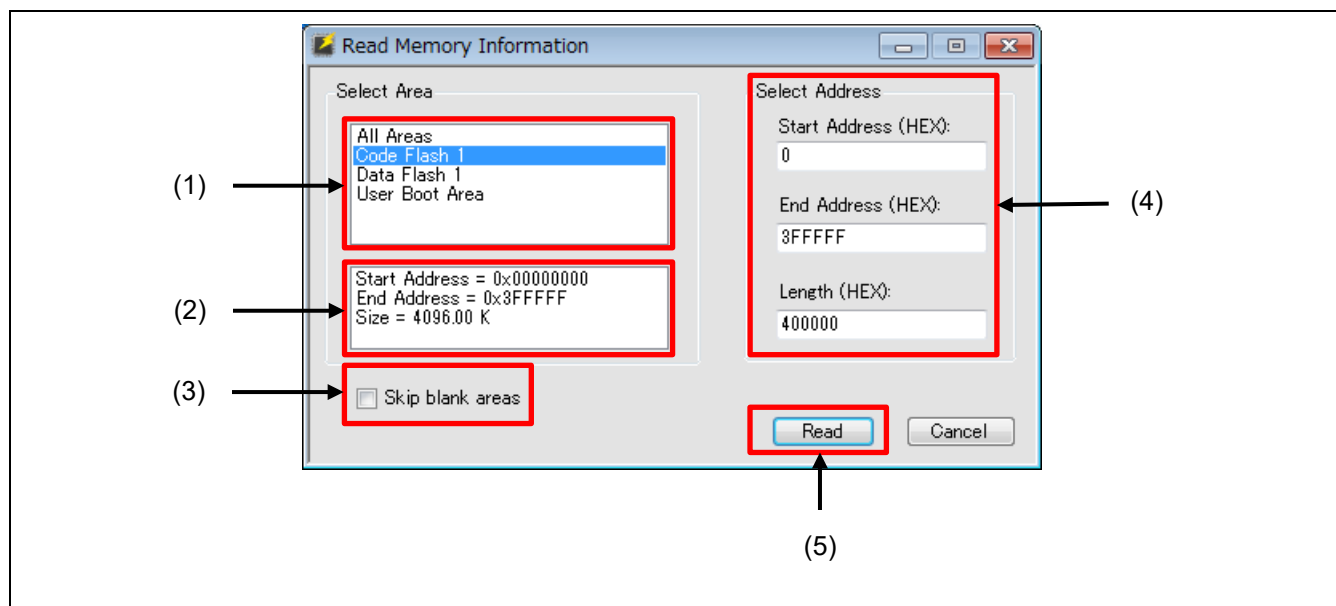 Read Memory Information
Select Area
All Areas
Code Flash 1
Data Flash 1
User Boot Area
(1)
Start Address = 0x00000000
End Address = 0x3FFFFF
Size = 4096.00 K
(2)
(3)
Skip blank areas
Select Address
Start Address (HEX):
0
End Address (HEX):
3FFFFF
Length (HEX):
400000
(4)
Read
Cancel
(5)